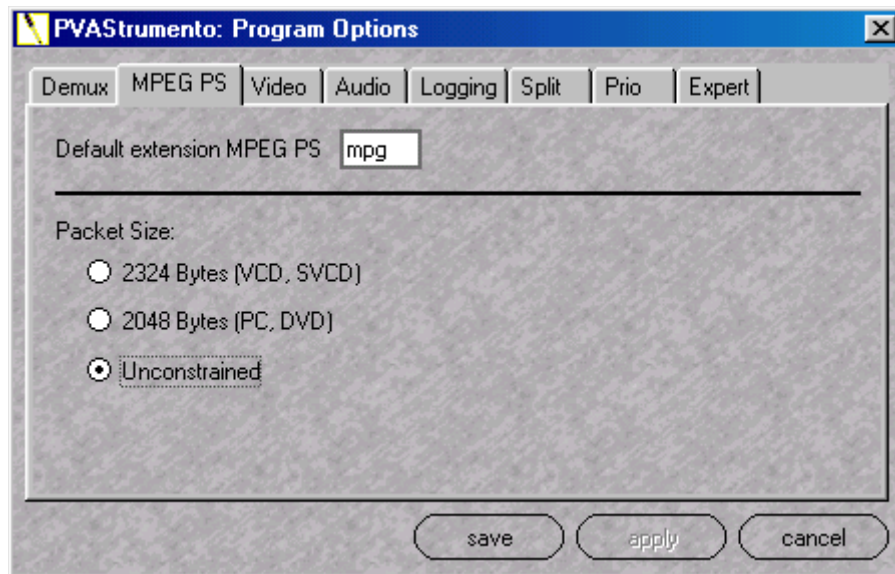 PVAStrumento: Program Options
Demux MPEG PS Video Audio Logging Split Prio Expert
Default extension MPEG PS mpg
Packet Size:
2324 Bytes (VCD, SVCD)
2048 Bytes (PC, DVD)
Unconstrained
save apply cancel